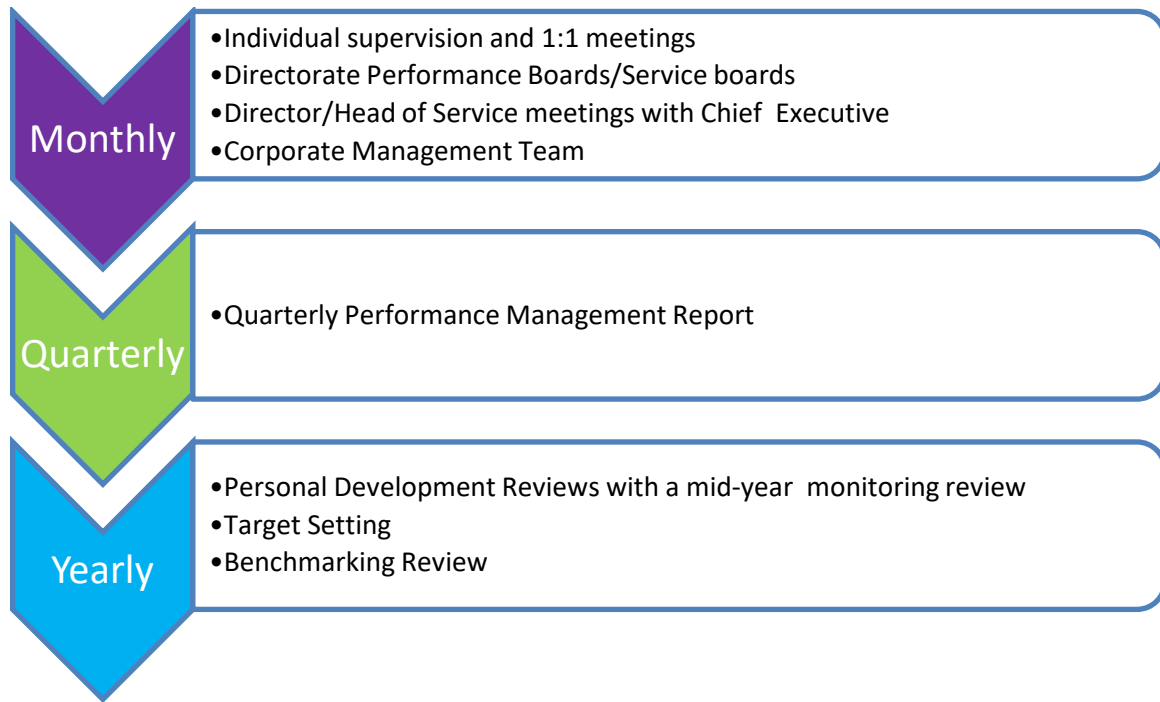 Monthly
•Individual supervision and 1:1 meetings
•Directorate Performance Boards/Service boards
•Director/Head of Service meetings with Chief  Executive
•Corporate Management Team
Quarterly
•Quarterly Performance Management Report
Yearly
•Personal Development Reviews with a mid-year  monitoring review
•Target Setting
•Benchmarking Review